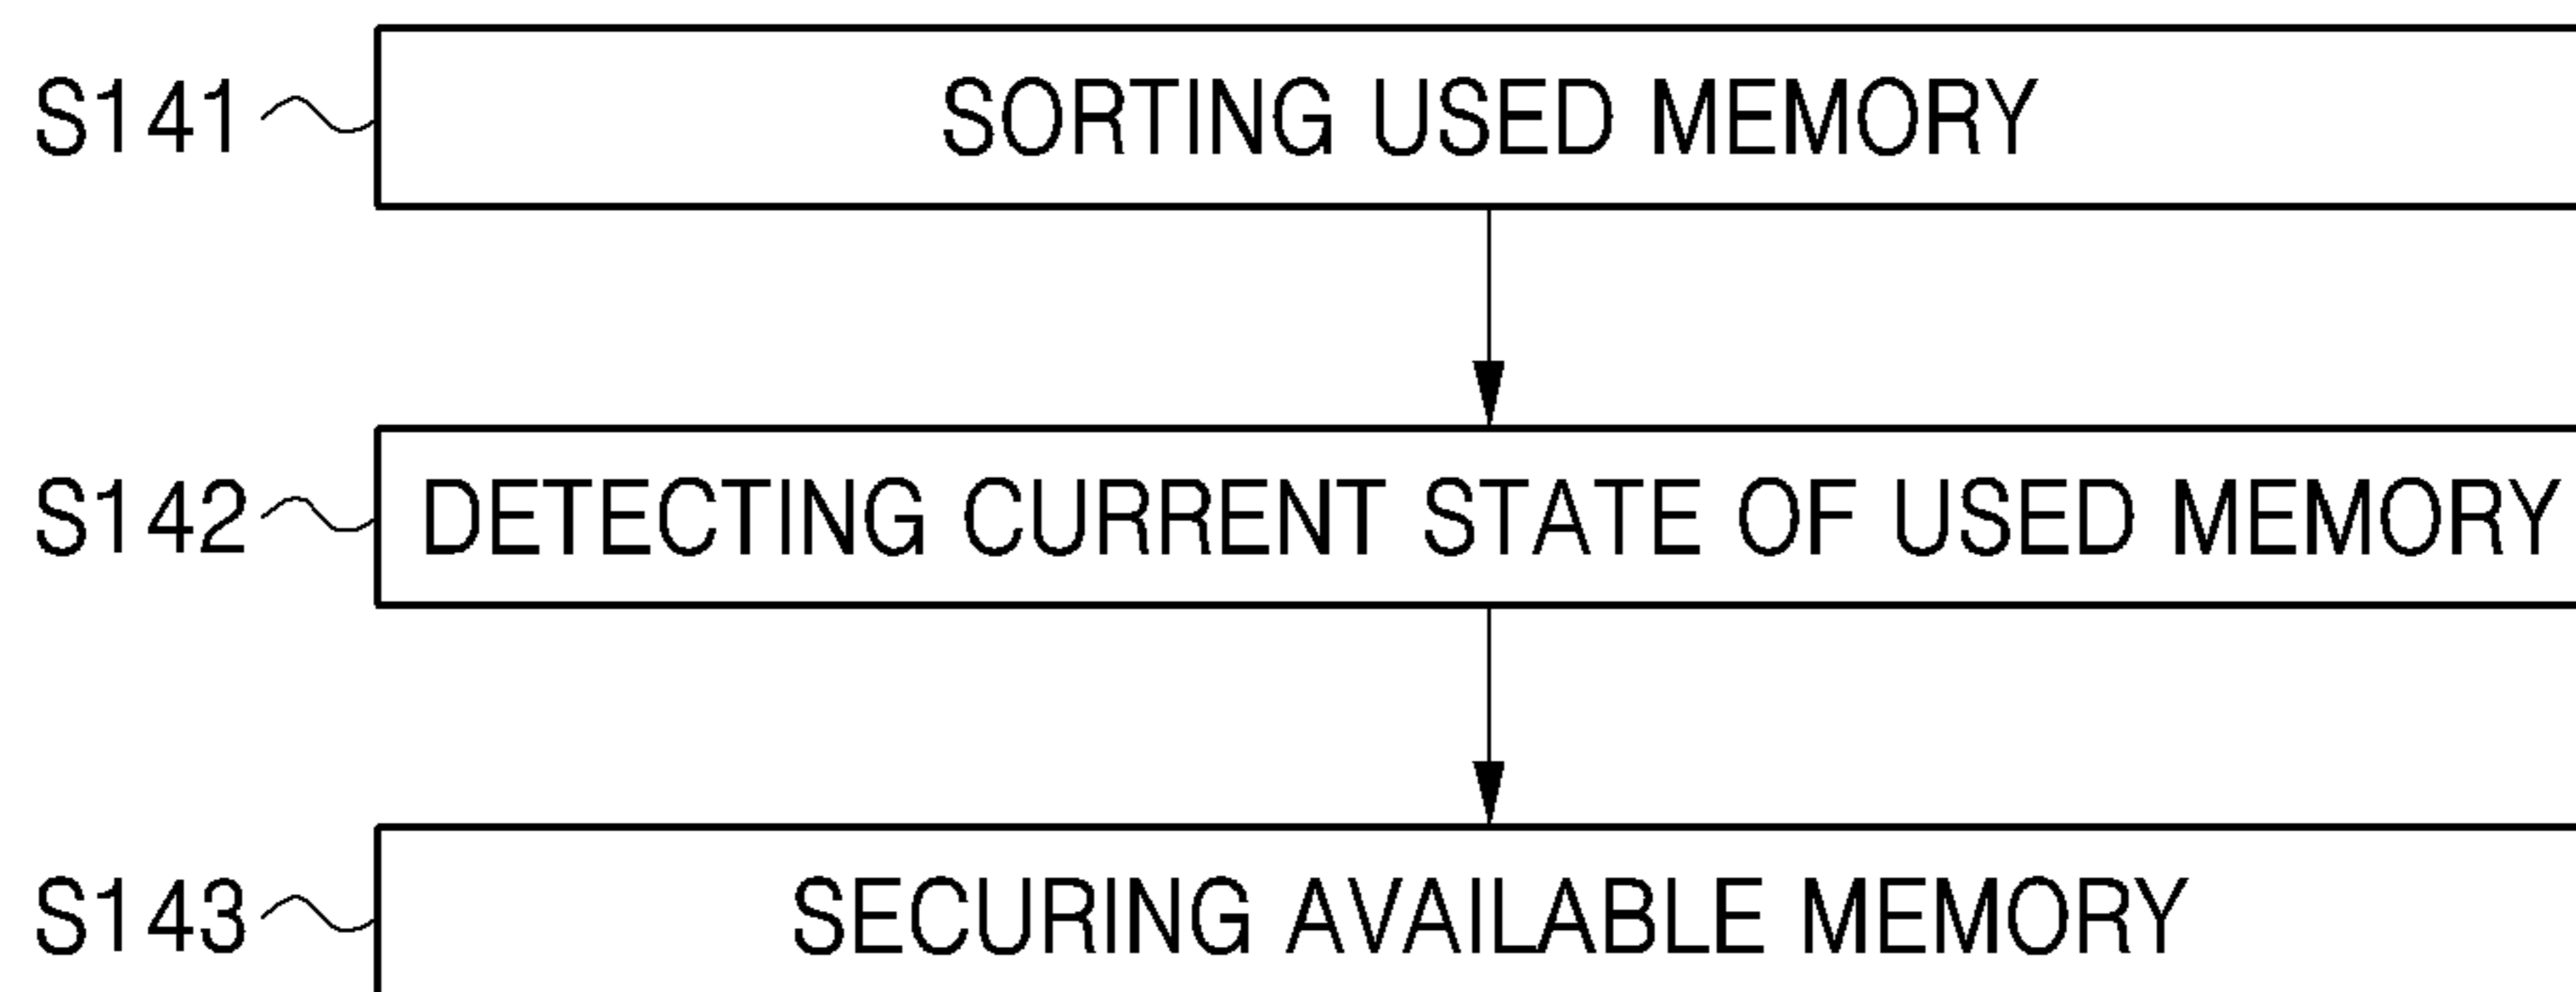 S141 SORTING USED MEMORY
S142 DETECTING CURRENT STATE OF USED MEMORY
S143 SECURING AVAILABLE MEMORY